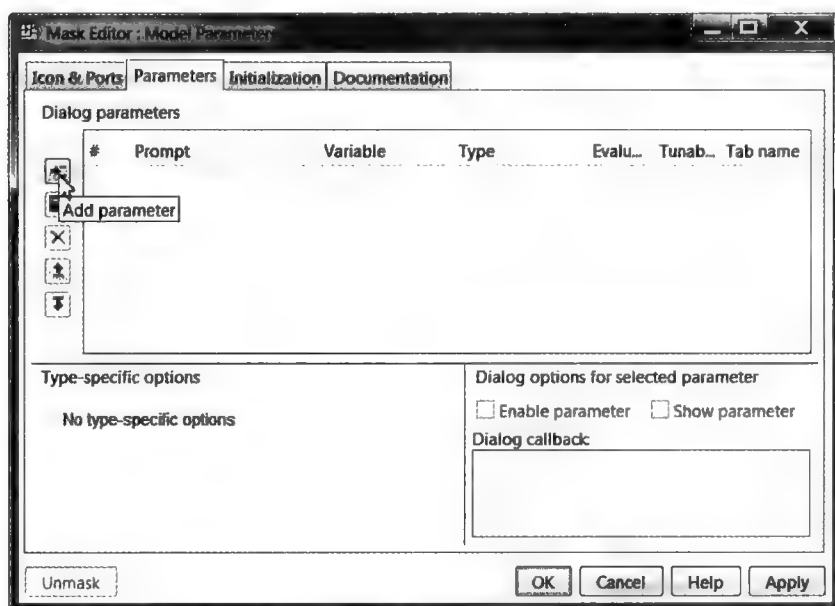 Mask Editor : Model Parameters
Icon & Ports Parameters Initialization Documentation
Dialog parameters
# Prompt Variable Type Evalu... Tunab... Tab name
Add parameter
Type-specific options
No type-specific options
Dialog options for selected parameter
Enable parameter Show parameter
Dialog callback
Unmask OK Cancel Help Apply